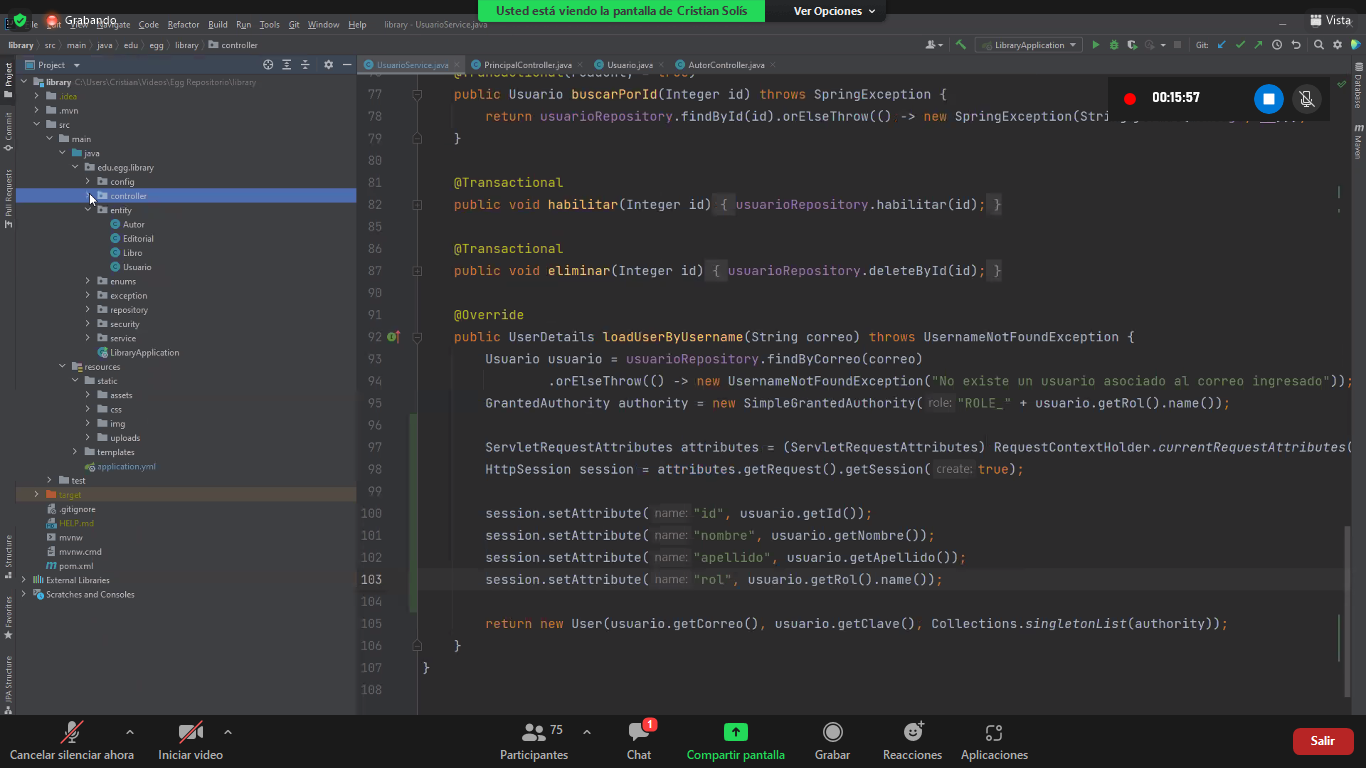 Grabando
File Edit View Navigate Code Refactor Build Run Tools Git Window Help library - UsuarioService.java
Usted está viendo la pantalla de Cristian Solís
Ver Opciones
Vista
library src main java edu egg library controller
LibraryApplication
Git:
Project
library C:\Users\Cristian\Videos\Egg Repositorio\library
.idea
.mvn
src
main
java
edu.egg.library
config
controller
entity
Autor
Editorial
Libro
Usuario
enums
exception
repository
security
service
LibraryApplication
resources
static
assets
css
img
uploads
templates
application.yml
test
target
.gitignore
HELP.md
mvnw
mvnw.cmd
pom.xml
External Libraries
Scratches and Consoles
Project
Commit
Pull Requests
Structure
Favorites
JPA Structure
UsuarioService.java PrincipalController.java Usuario.java AutorController.java
77 public Usuario buscarPorId(Integer id) throws SpringException {
78 return usuarioRepository.findById(id).orElseThrow(() -> new SpringException(
79 }
80
81 @Transactional
82 public void habilitar(Integer id) { usuarioRepository.habilitar(id); }
85
86 @Transactional
87 public void eliminar(Integer id) { usuarioRepository.deleteById(id); }
90
91 @Override
92 public UserDetails loadUserByUsername(String correo) throws UsernameNotFoundException {
93 Usuario usuario = usuarioRepository.findByCorreo(correo)
94 .orElseThrow(() -> new UsernameNotFoundException("No existe un usuario asociado al correo ingresado"));
95 GrantedAuthority authority = new SimpleGrantedAuthority( role: "ROLE_" + usuario.getRol().name());
96
97 ServletRequestAttributes attributes = (ServletRequestAttributes) RequestContextHolder.currentRequestAttributes(
98 HttpSession session = attributes.getRequest().getSession( create: true);
99
100 session.setAttribute( name: "id", usuario.getId());
101 session.setAttribute( name: "nombre", usuario.getNombre());
102 session.setAttribute( name: "apellido", usuario.getApellido());
103 session.setAttribute( name: "rol", usuario.getRol().name());
104
105 return new User(usuario.getCorreo(), usuario.getClave(), Collections.singletonList(authority));
106 }
107 }
108
00:15:57
Database
Maven
Cancelar silenciar ahora
Iniciar video
75
Participantes
1
Chat
Compartir pantalla
Grabar
Reacciones
Aplicaciones
Salir